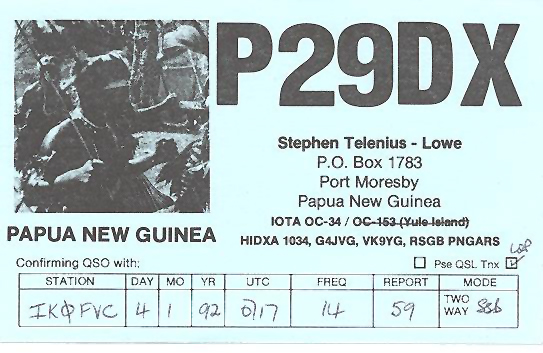 P29DX
Stephen Telenius - Lowe
P.O. Box 1783
Port Moresby
Papua New Guinea
IOTA OC-34 / OC-153 (Yule Island)
PAPUA NEW GUINEA
HIDXA 1034, G4JVG, VK9YG, RSGB PNGARS
Confirming QSO with:
Pse QSL Tnx
STATION DAY MO YR UTC FREQ REPORT MODE
IKØFVC 4 1 92 0717 14 59 TWO WAY SSB